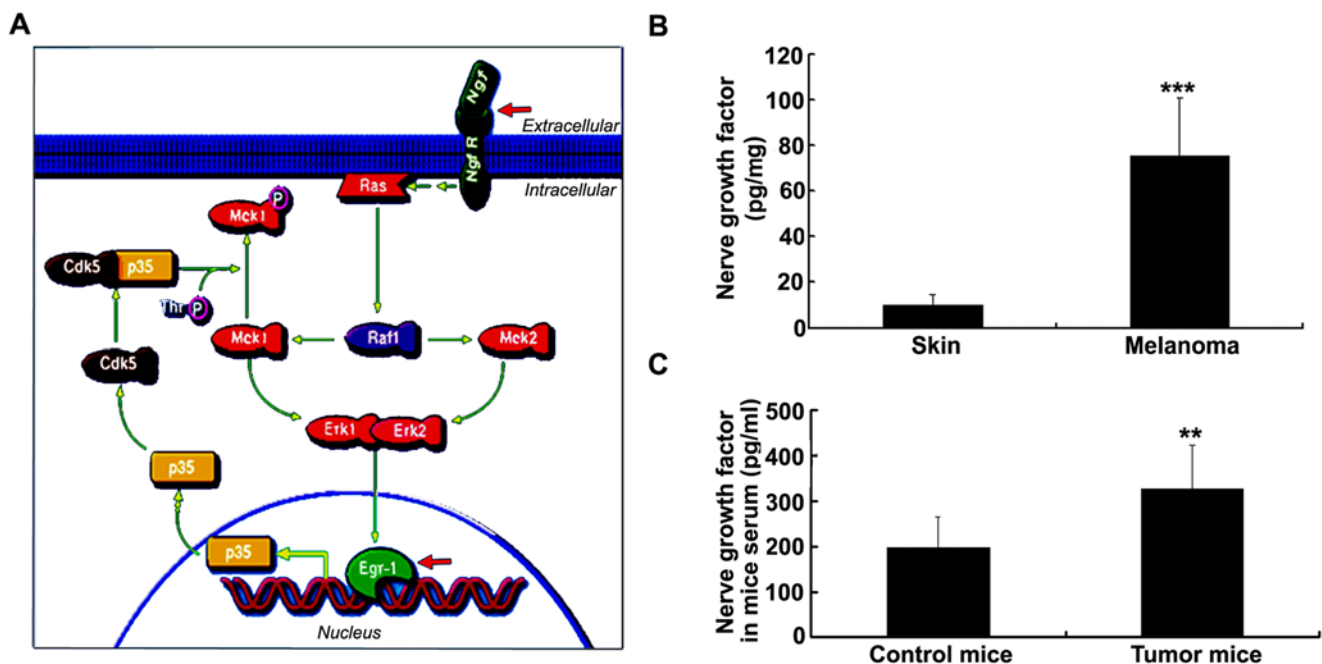 A
Ngf
Extracellular
Ngf R
Intracellular
Ras
P
Mck1
Cdk5 p35
Thr P
Mck1
Raf1
Mck2
Cdk5
Erk1 Erk2
p35
p35
Egr-1
Nucleus
B
Nerve growth factor
(pg/mg)
120
100
80
60
40
20
0
***
Skin Melanoma
C
Nerve growth factor
in mice serum (pg/ml)
500
400
300
200
100
0
**
Control mice Tumor mice